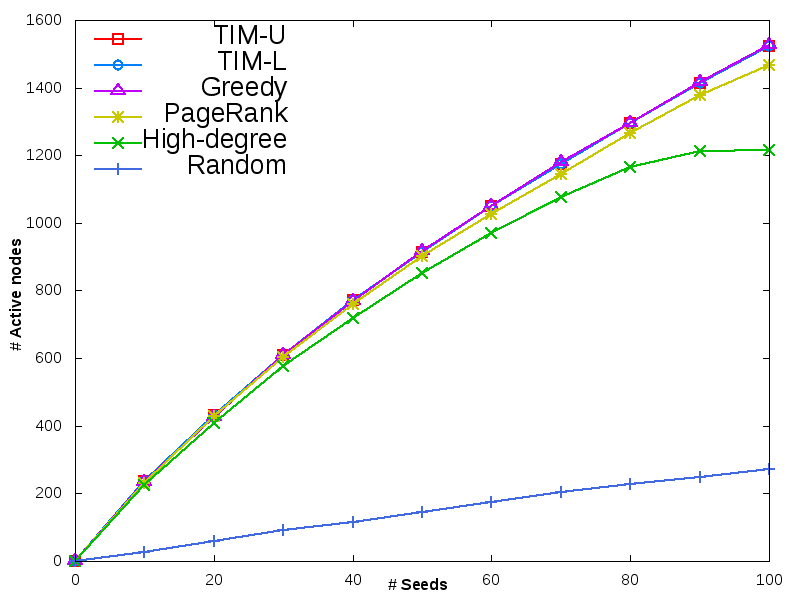 1600
1400
1200
1000
800
600
400
200
0
# Active nodes
TIM-U
TIM-L
Greedy
PageRank
High-degree
Random
0 20 40 60 80 100
# Seeds